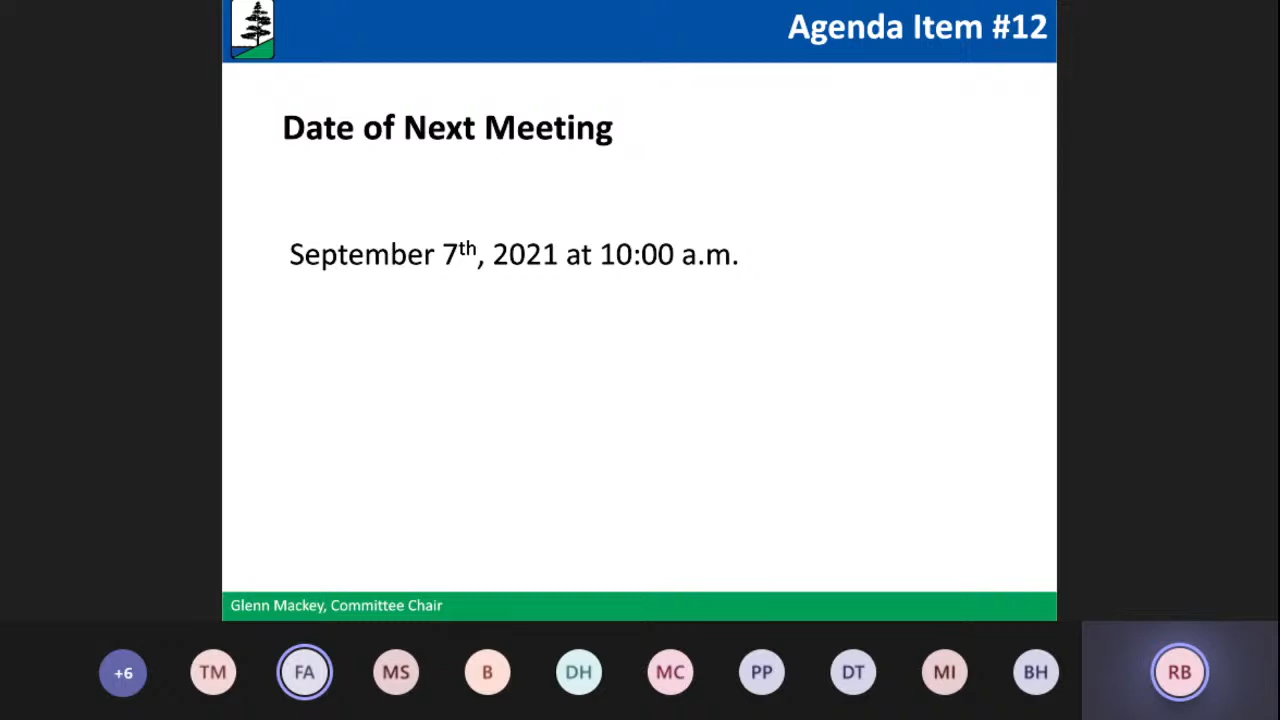 Agenda Item #12
Date of Next Meeting
September 7th, 2021 at 10:00 a.m.
Glenn Mackey, Committee Chair
+6 TM FA MS B DH MC PP DT MI BH RB